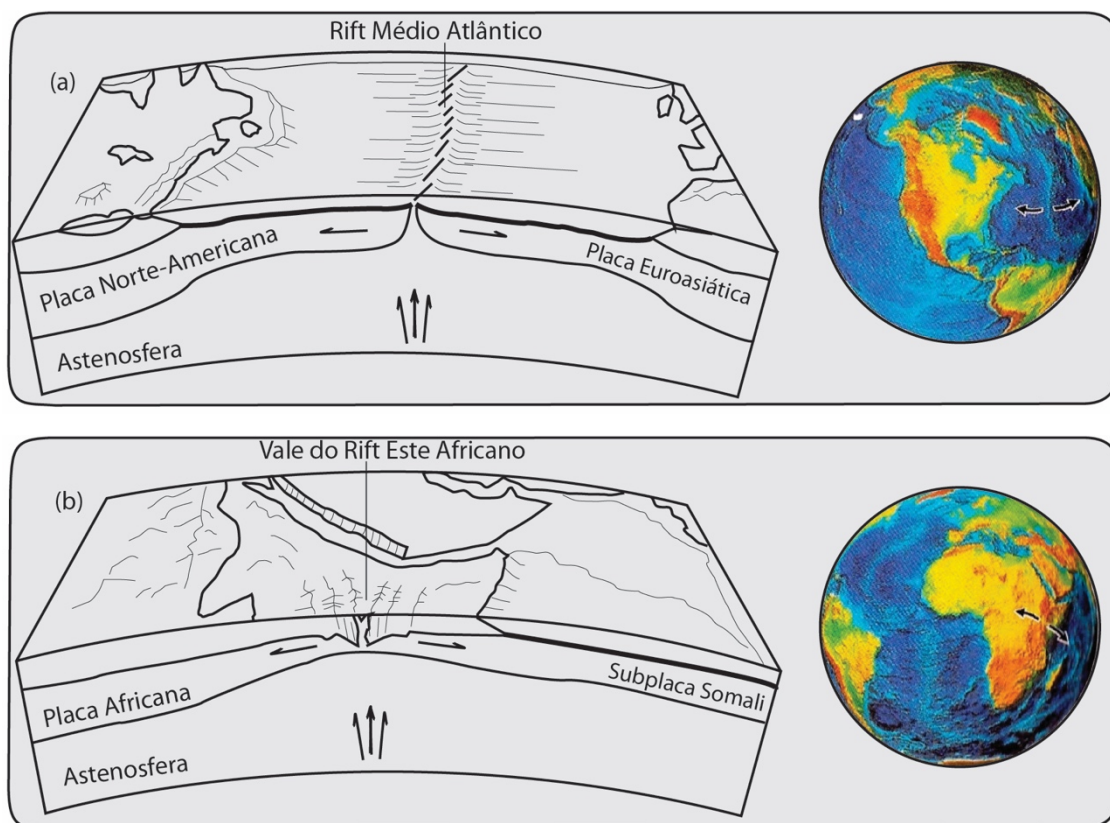 Rift Médio Atlântico
(a)
Placa Norte-Americana
Placa Euroasiática
Astenosfera
Vale do Rift Este Africano
(b)
Placa Africana
Subplaca Somali
Astenosfera